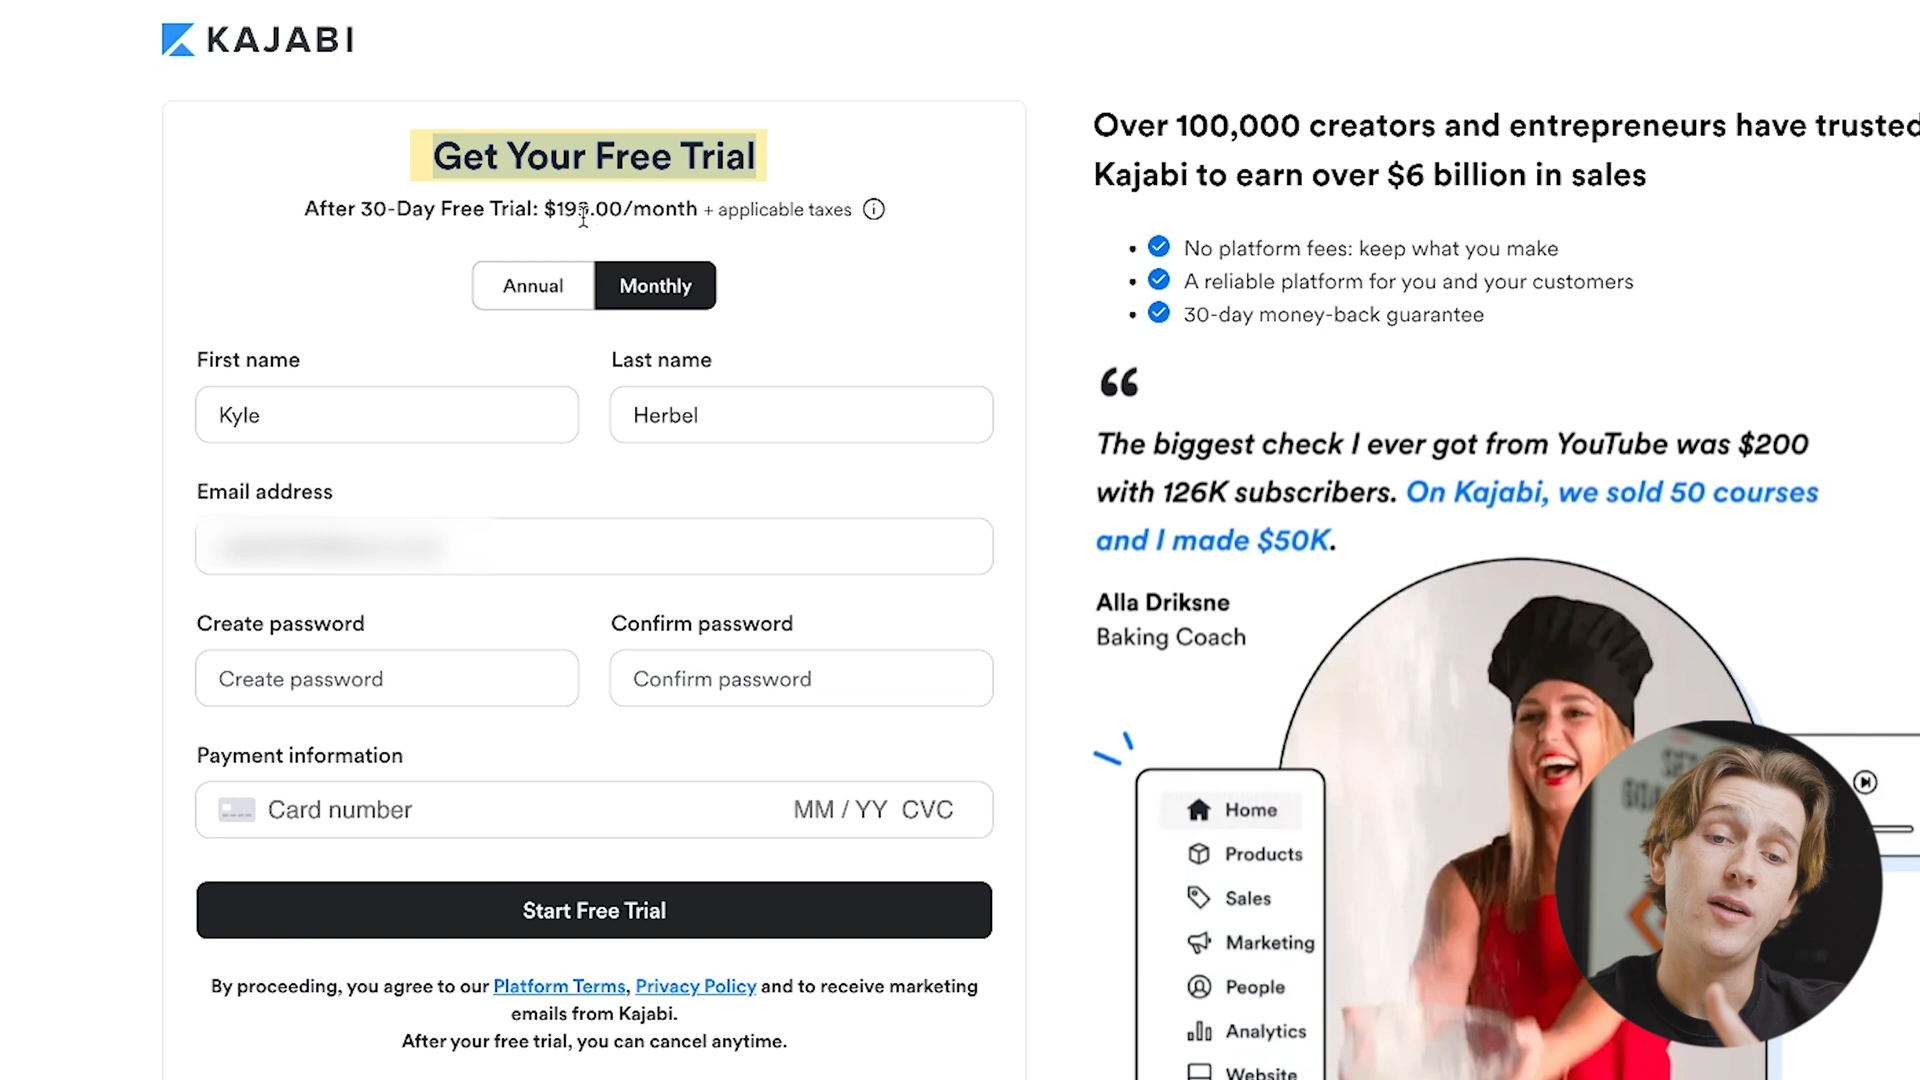 KAJABI
Get Your Free Trial
After 30-Day Free Trial: $199.00/month + applicable taxes
Annual
Monthly
First name
Last name
Kyle
Herbel
Email address
Create password
Confirm password
Create password
Confirm password
Payment information
Card number
MM / YY CVC
Start Free Trial
By proceeding, you agree to our Platform Terms, Privacy Policy and to receive marketing
emails from Kajabi.
After your free trial, you can cancel anytime.
Over 100,000 creators and entrepreneurs have trusted
Kajabi to earn over $6 billion in sales
No platform fees: keep what you make
A reliable platform for you and your customers
30-day money-back guarantee
“
The biggest check I ever got from YouTube was $200
with 126K subscribers. On Kajabi, we sold 50 courses
and I made $50K.
Alla Driksne
Baking Coach
Home
Products
Sales
Marketing
People
Analytics
Website